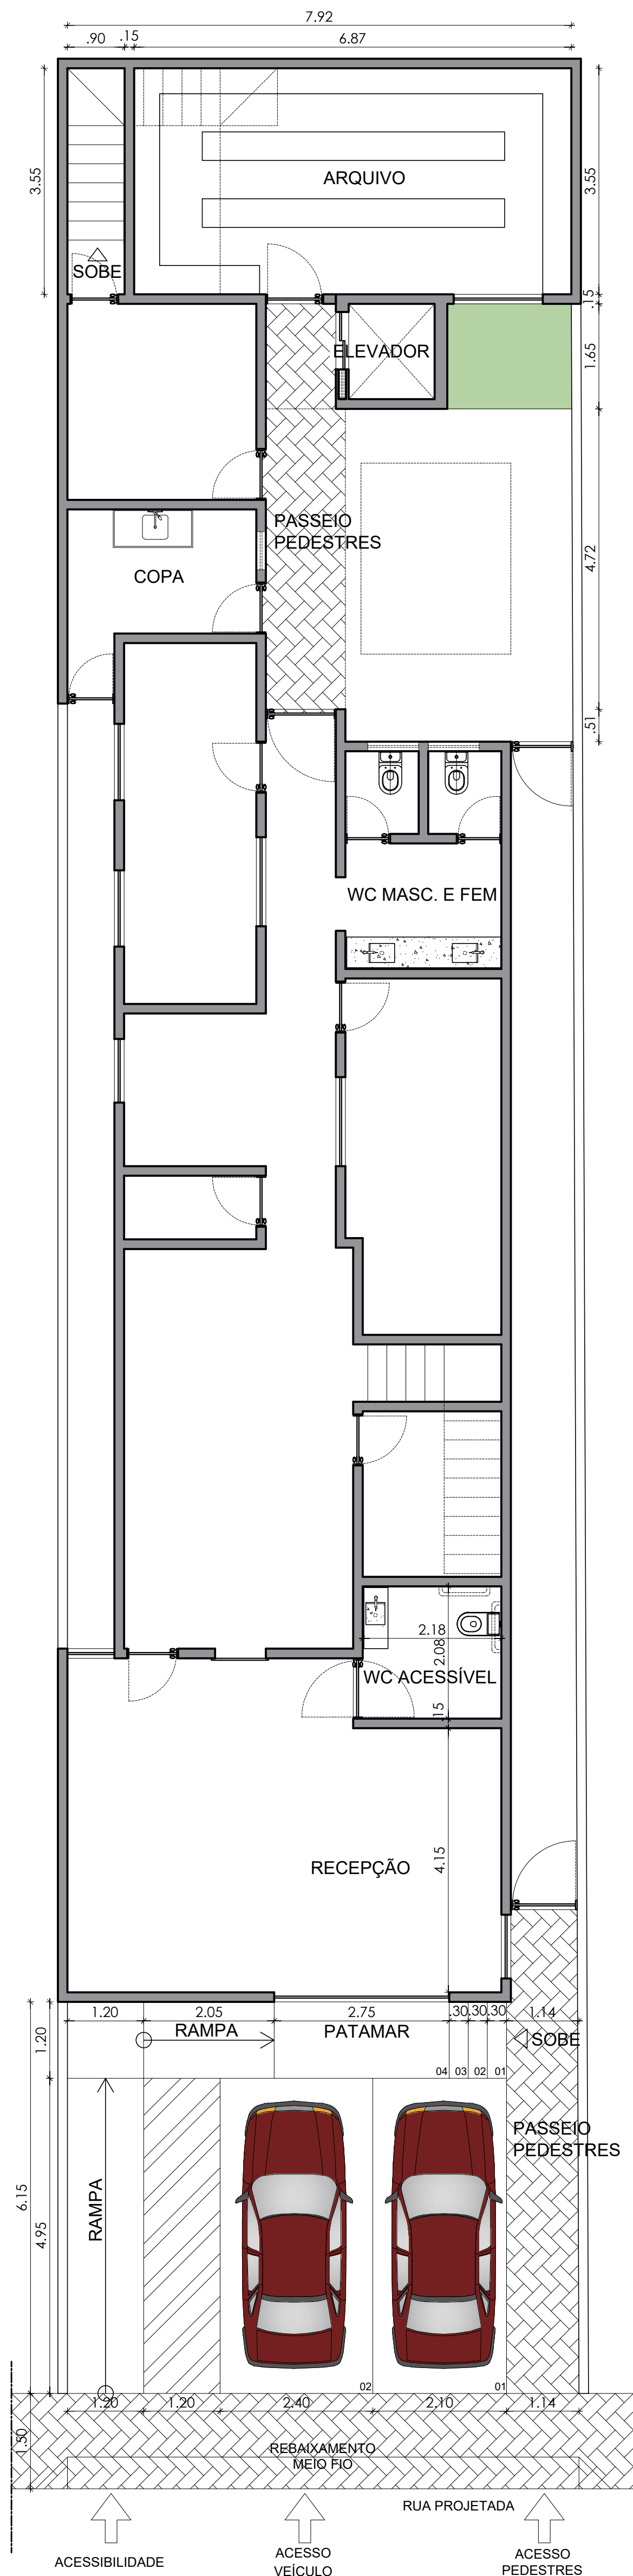 7.92
.90
.15
6.87
3.55
3.55
ARQUIVO
SOBE
.15
ELEVADOR
1.65
PASSEIO
PEDESTRES
COPA
4.72
.51
WC MASC. E FEM
2.18
2.08
WC ACESSÍVEL
.15
RECEPÇÃO
4.15
1.20
2.05
2.75
.30
.30
.30
1.14
1.20
RAMPA
PATAMAR
SOBE
04
03
02
01
PASSEIO
PEDESTRES
6.15
4.95
RAMPA
02
01
1.20
1.20
2.40
2.10
1.14
1.50
REBAIXAMENTO
MEIO FIO
RUA PROJETADA
ACESSIBILIDADE
ACESSO
VEÍCULO
ACESSO
PEDESTRES